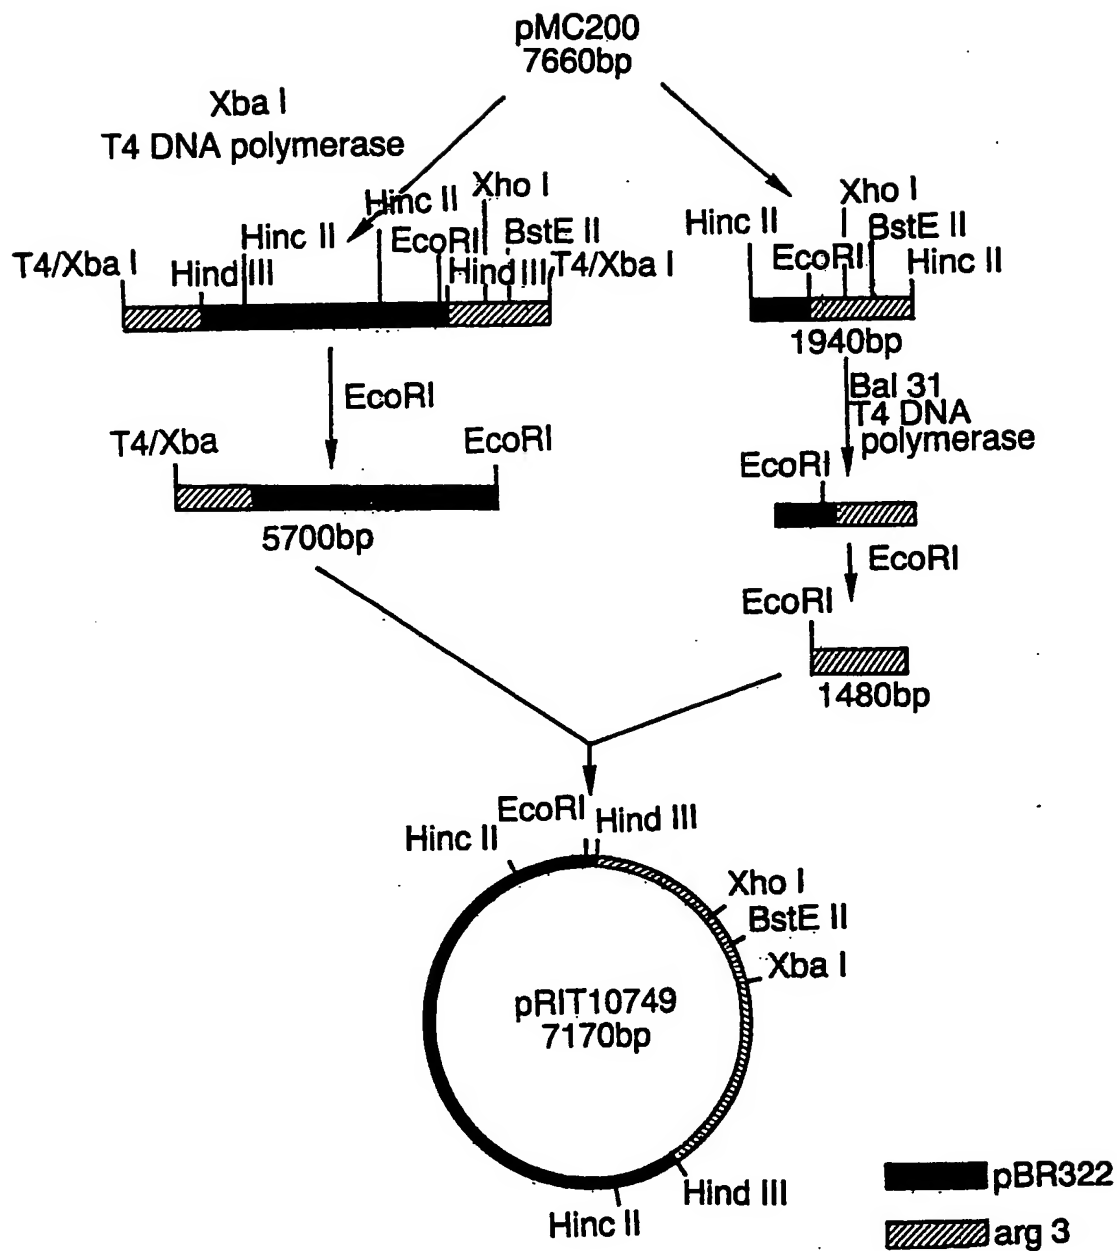 pMC200
7660bp
Xba I
T4 DNA polymerase
T4/Xba I
Hind III
Hinc II
Hinc II
EcoRI
Xho I
Hind III
BstE II
T4/Xba I
Hinc II
EcoRI
Xho I
BstE II
Hinc II
1940bp
EcoRI
Bal 31
T4 DNA
polymerase
T4/Xba
EcoRI
5700bp
EcoRI
EcoRI
EcoRI
1480bp
EcoRI
Hind III
Hinc II
Xho I
BstE II
Xba I
pRIT10749
7170bp
Hind III
Hinc II
pBR322
arg 3